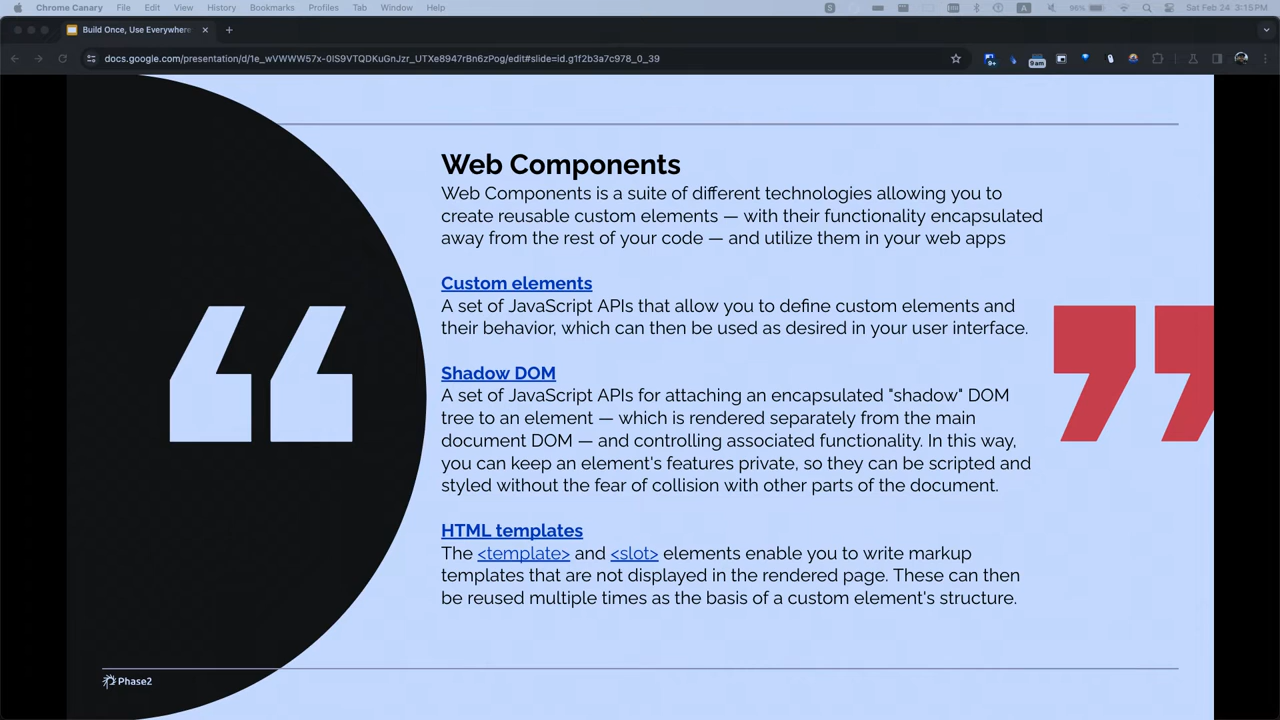 Chrome Canary File Edit View History Bookmarks Profiles Tab Window Help 96% Sat Feb 24 3:15 PM
Build Once, Use Everywhere
docs.google.com/presentation/d/1e_wVWWW57x-0IS9VTQDKuGnJzr_UTXe8947rBn6zPog/edit#slide=id.g1f2b3a7c978_0_39
9+
9am
Web Components
Web Components is a suite of different technologies allowing you to
create reusable custom elements — with their functionality encapsulated
away from the rest of your code — and utilize them in your web apps
Custom elements
A set of JavaScript APIs that allow you to define custom elements and
their behavior, which can then be used as desired in your user interface.
Shadow DOM
A set of JavaScript APIs for attaching an encapsulated "shadow" DOM
tree to an element — which is rendered separately from the main
document DOM — and controlling associated functionality. In this way,
you can keep an element's features private, so they can be scripted and
styled without the fear of collision with other parts of the document.
HTML templates
The <template> and <slot> elements enable you to write markup
templates that are not displayed in the rendered page. These can then
be reused multiple times as the basis of a custom element's structure.
Phase2